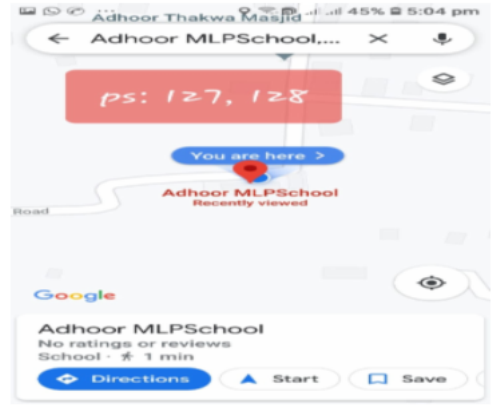 45% 5:04 pm
Adhoor Thakwa Masjid
Adhoor MLPSchool,...
ps: 127, 128
You are here >
Adhoor MLPSchool
Recently viewed
Road
Google
Adhoor MLPSchool
No ratings or reviews
School · 1 min
Directions Start Save